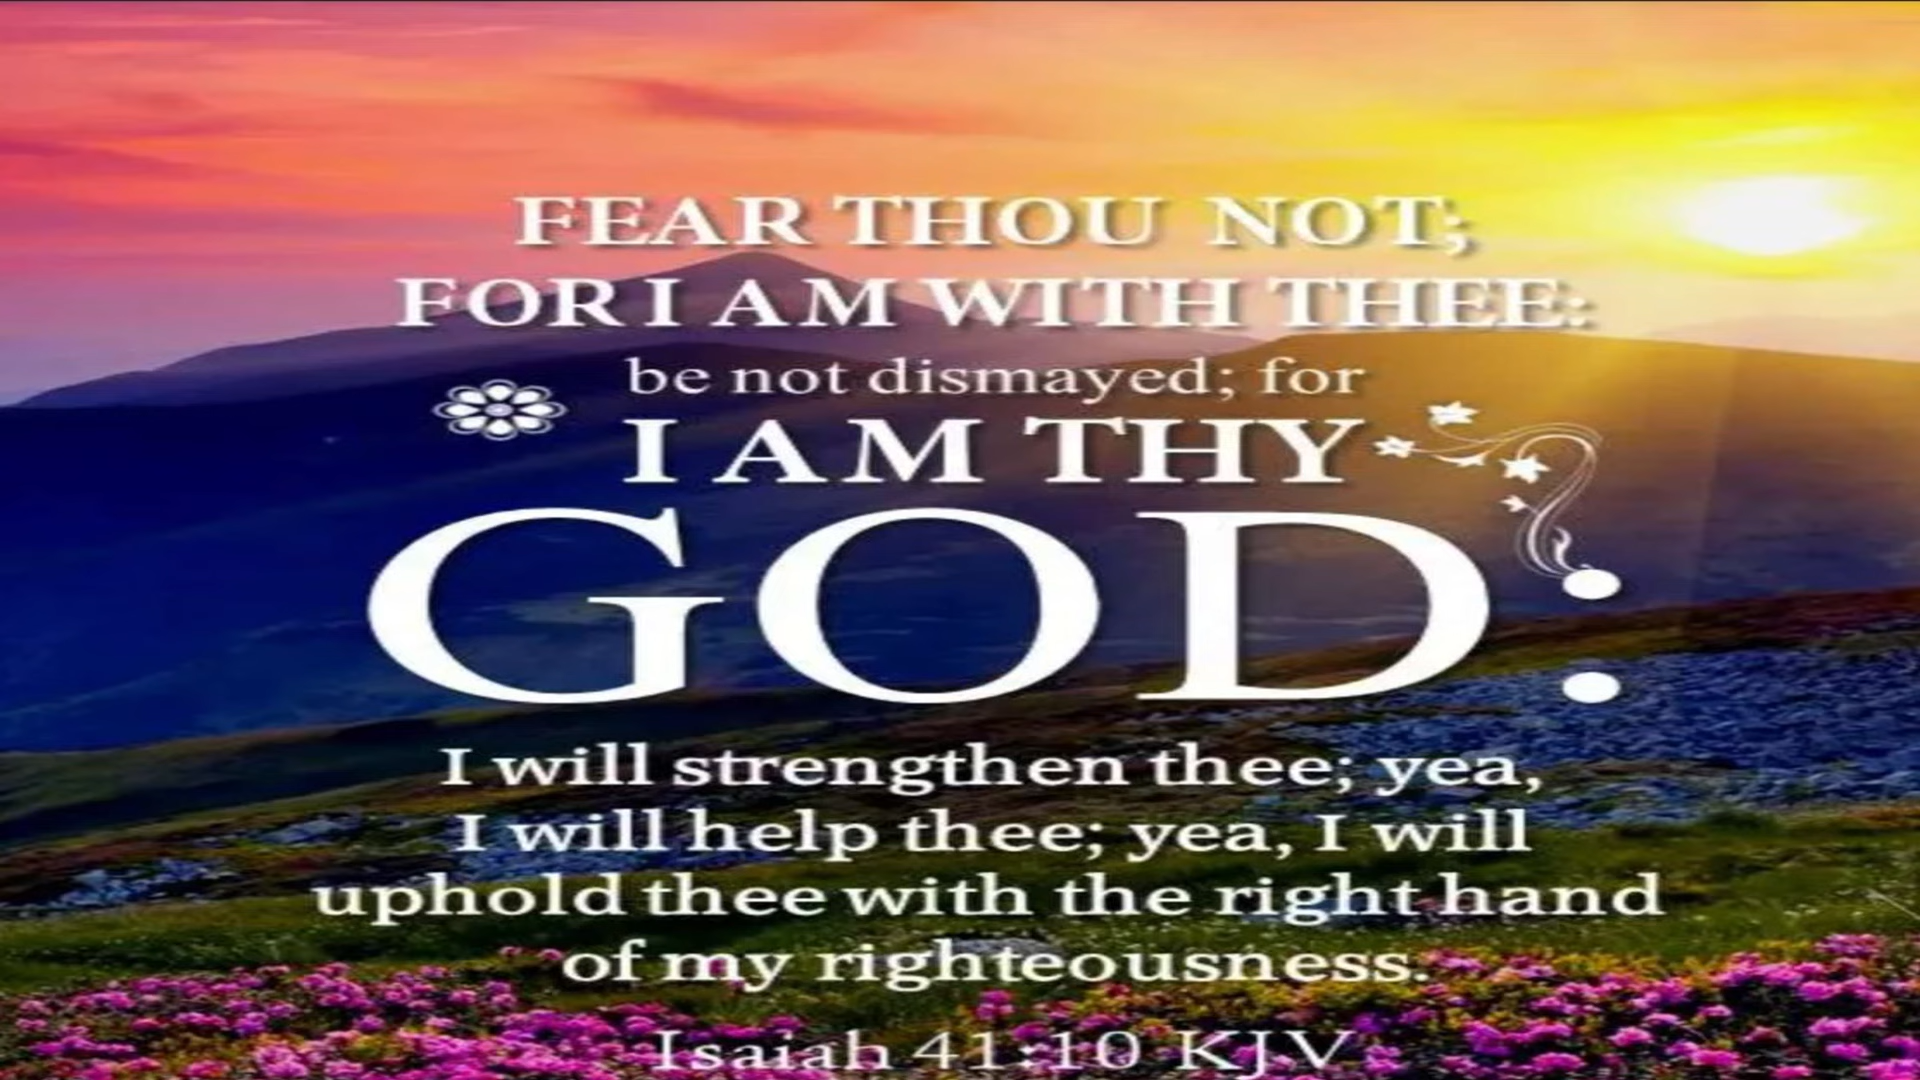 FEAR THOU NOT;
FOR I AM WITH THEE:
be not dismayed; for
I AM THY
GOD:
I will strengthen thee; yea,
I will help thee; yea, I will
uphold thee with the right hand
of my righteousness.
Isaiah 41:10 KJV